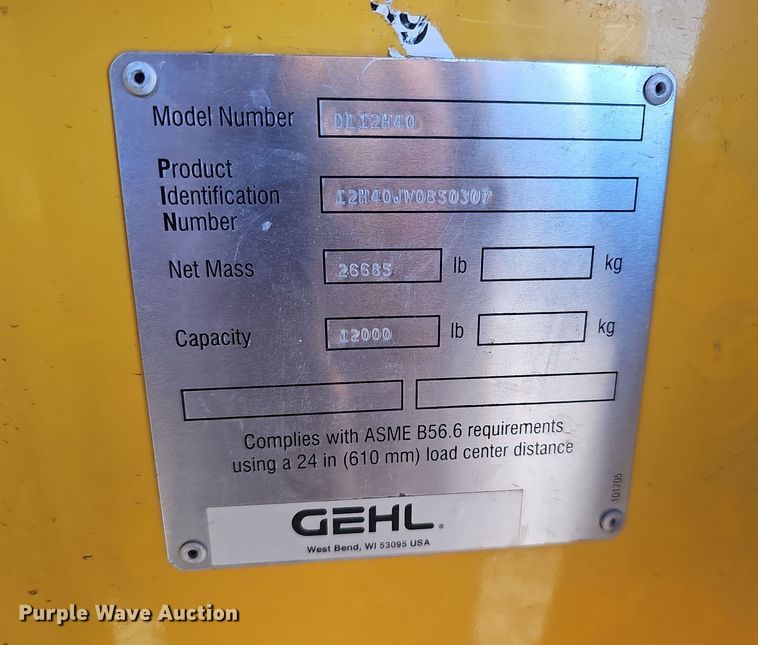 Model Number DL12H40
Product
Identification 12H40JV0850307
Number
Net Mass 26685 lb kg
Capacity 12000 lb kg
Complies with ASME B56.6 requirements
using a 24 in (610 mm) load center distance
101705
GEHL®
West Bend, WI 53095 USA
Purple Wave Auction